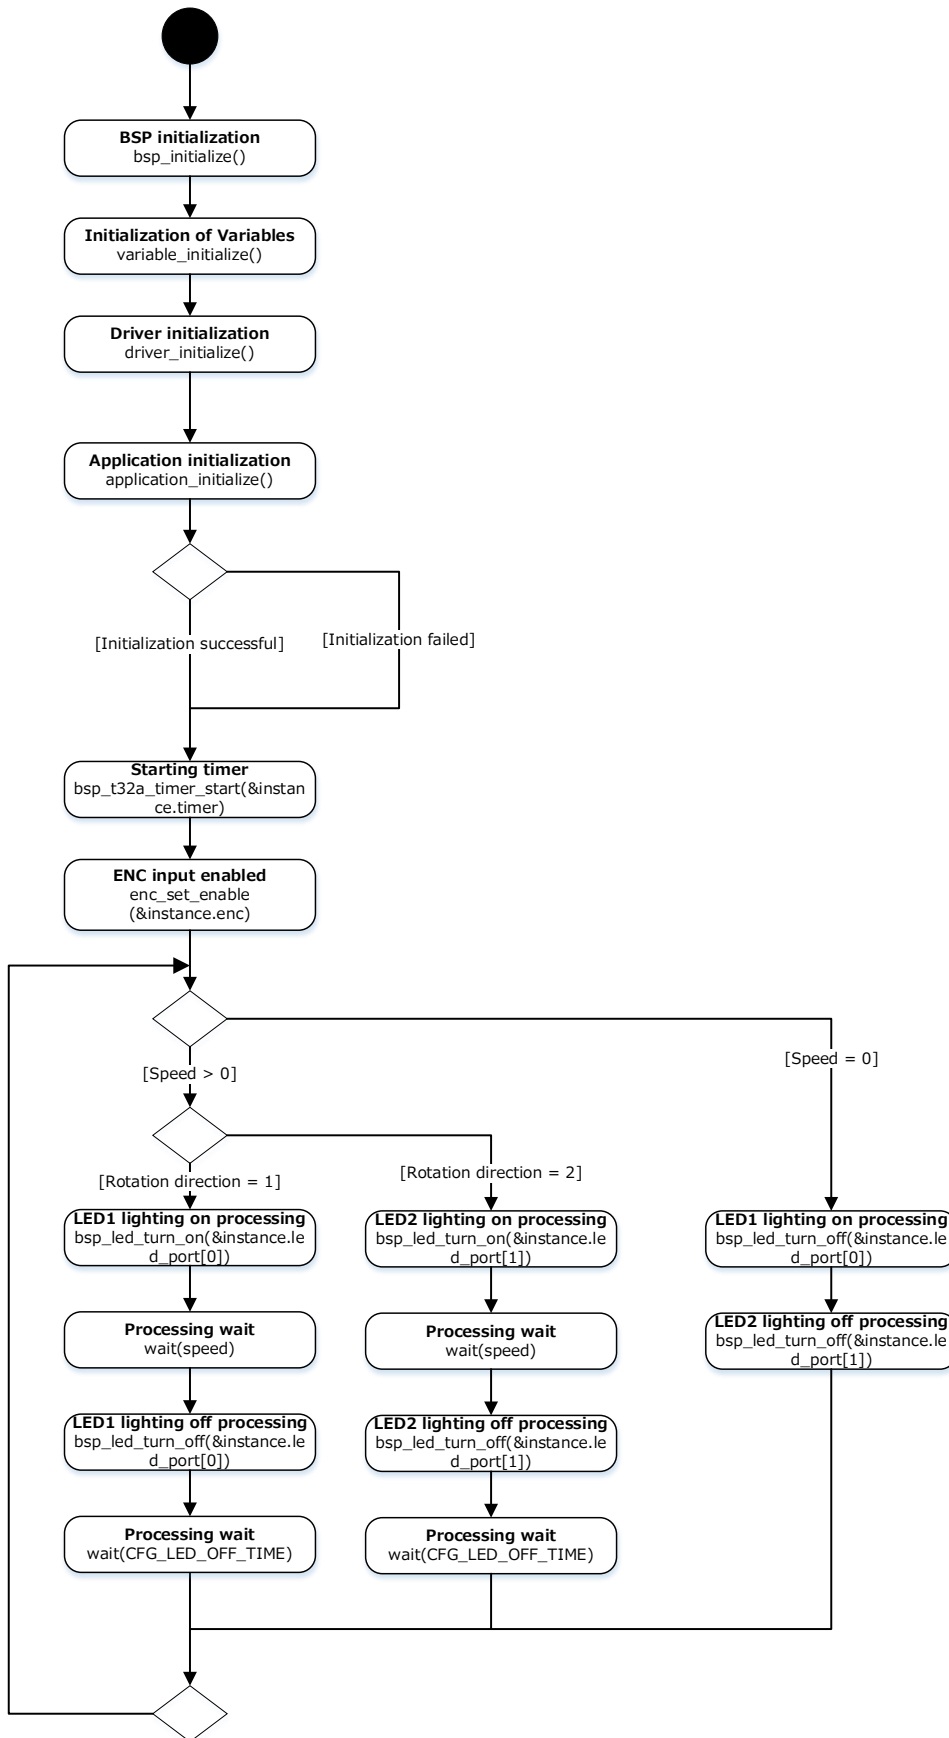 BSP initialization
bsp_initialize()
Initialization of Variables
variable_initialize()
Driver initialization
driver_initialize()
Application initialization
application_initialize()
[Initialization successful]
[Initialization failed]
Starting timer
bsp_t32a_timer_start(&instan
ce.timer)
ENC input enabled
enc_set_enable
(&instance.enc)
[Speed > 0]
[Speed = 0]
[Rotation direction = 1]
[Rotation direction = 2]
LED1 lighting on processing
bsp_led_turn_on(&instance.le
d_port[0])
LED2 lighting on processing
bsp_led_turn_on(&instance.le
d_port[1])
LED1 lighting on processing
bsp_led_turn_off(&instance.le
d_port[0])
Processing wait
wait(speed)
Processing wait
wait(speed)
LED2 lighting off processing
bsp_led_turn_off(&instance.le
d_port[1])
LED1 lighting off processing
bsp_led_turn_off(&instance.le
d_port[0])
LED2 lighting off processing
bsp_led_turn_off(&instance.le
d_port[1])
Processing wait
wait(CFG_LED_OFF_TIME)
Processing wait
wait(CFG_LED_OFF_TIME)